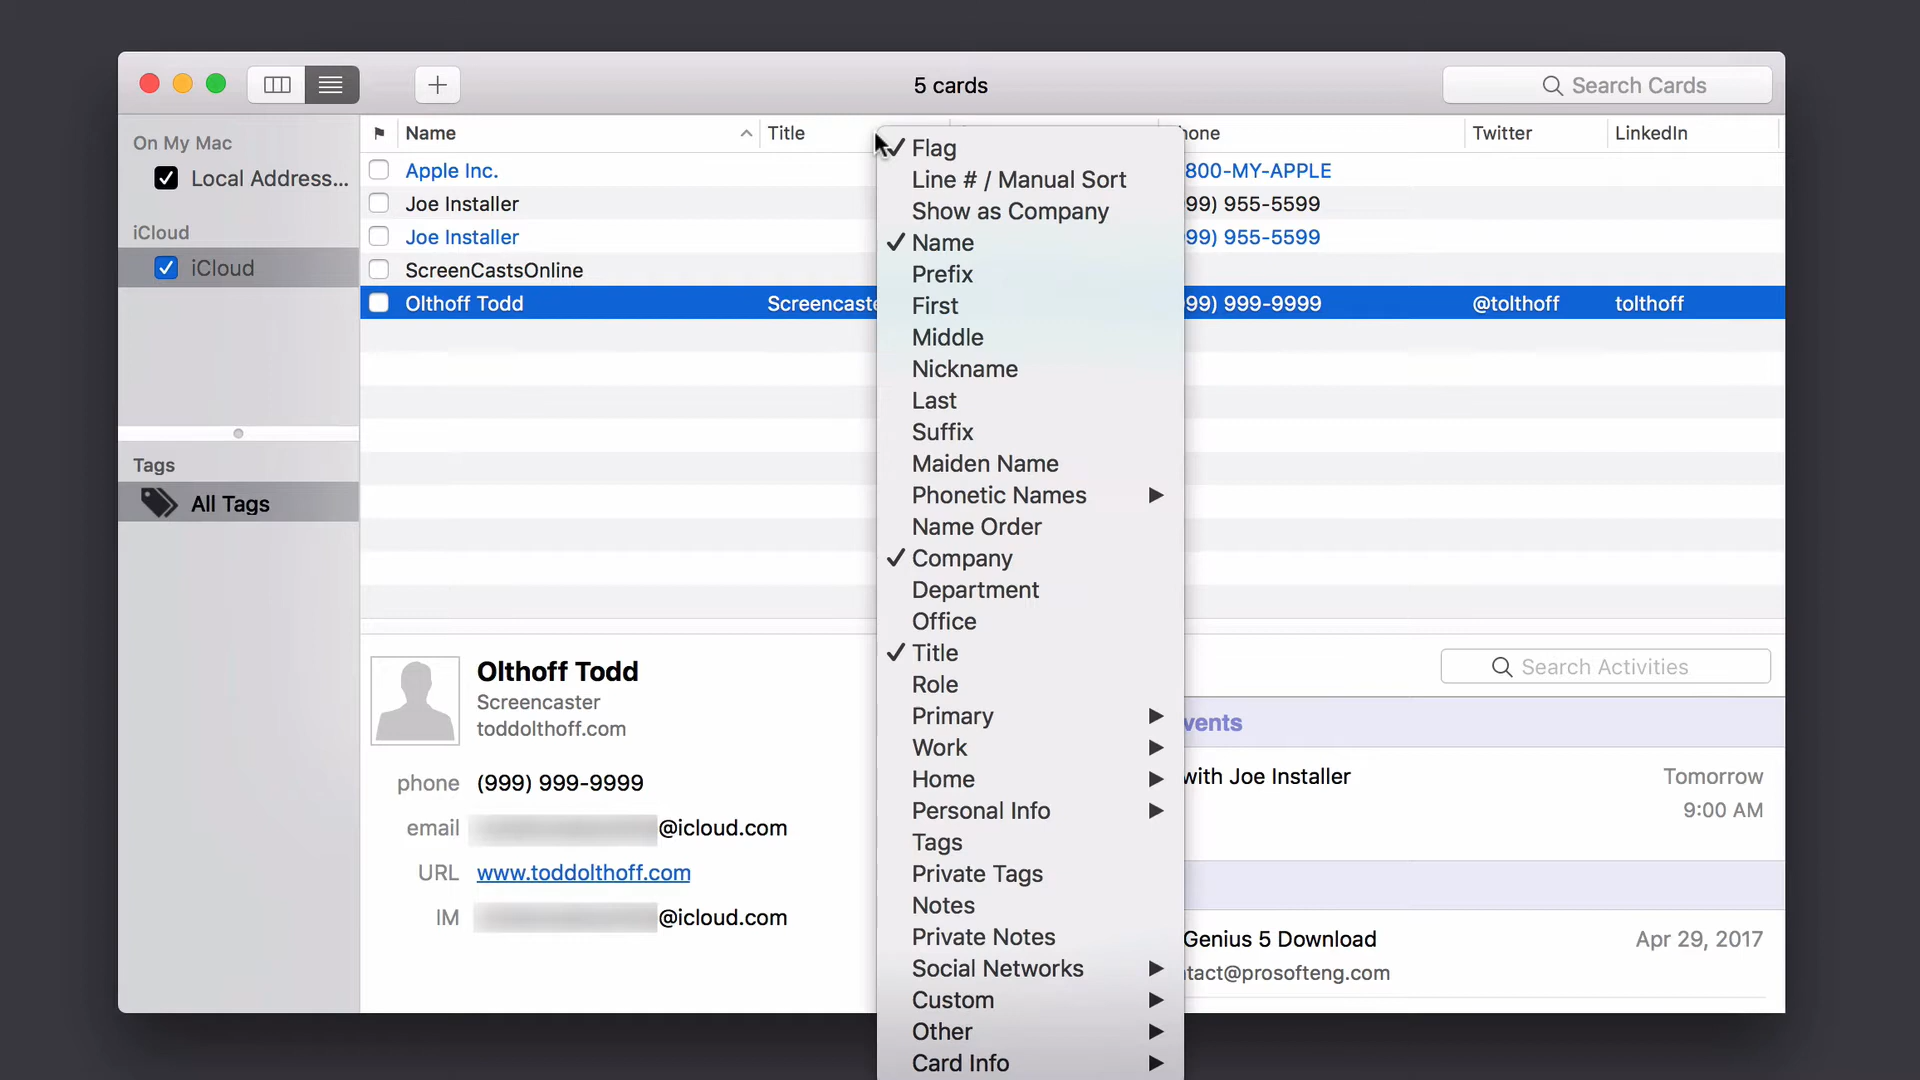 5 cards
Search Cards
On My Mac
Local Address...
iCloud
iCloud
Tags
All Tags
Name
Title
hone
Twitter
LinkedIn
Apple Inc.
800-MY-APPLE
Joe Installer
99) 955-5599
Joe Installer
99) 955-5599
ScreenCastsOnline
Olthoff Todd
Screencaste
99) 999-9999
@tolthoff
tolthoff
Flag
Line # / Manual Sort
Show as Company
Name
Prefix
First
Middle
Nickname
Last
Suffix
Maiden Name
Phonetic Names
Name Order
Company
Department
Office
Title
Role
Primary
Work
Home
Personal Info
Tags
Private Tags
Notes
Private Notes
Social Networks
Custom
Other
Card Info
Olthoff Todd
Screencaster
toddolthoff.com
phone (999) 999-9999
email @icloud.com
URL www.toddolthoff.com
IM @icloud.com
Search Activities
vents
with Joe Installer
Tomorrow
9:00 AM
Genius 5 Download
Apr 29, 2017
ntact@prosofteng.com